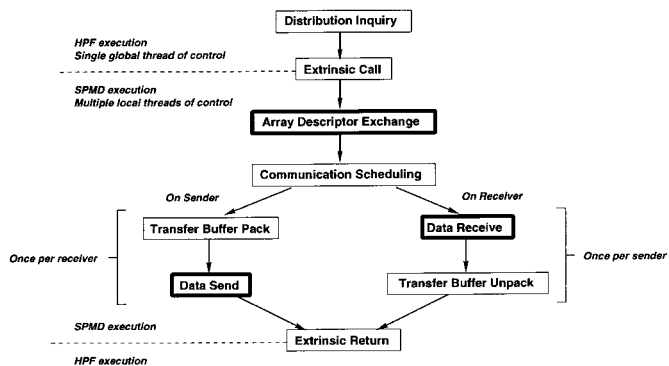 Distribution Inquiry
HPF execution
Single global thread of control
Extrinsic Call
SPMD execution
Multiple local threads of control
Array Descriptor Exchange
Communication Scheduling
On Sender
On Receiver
Transfer Buffer Pack
Data Receive
Once per receiver
Once per sender
Data Send
Transfer Buffer Unpack
SPMD execution
Extrinsic Return
HPF execution